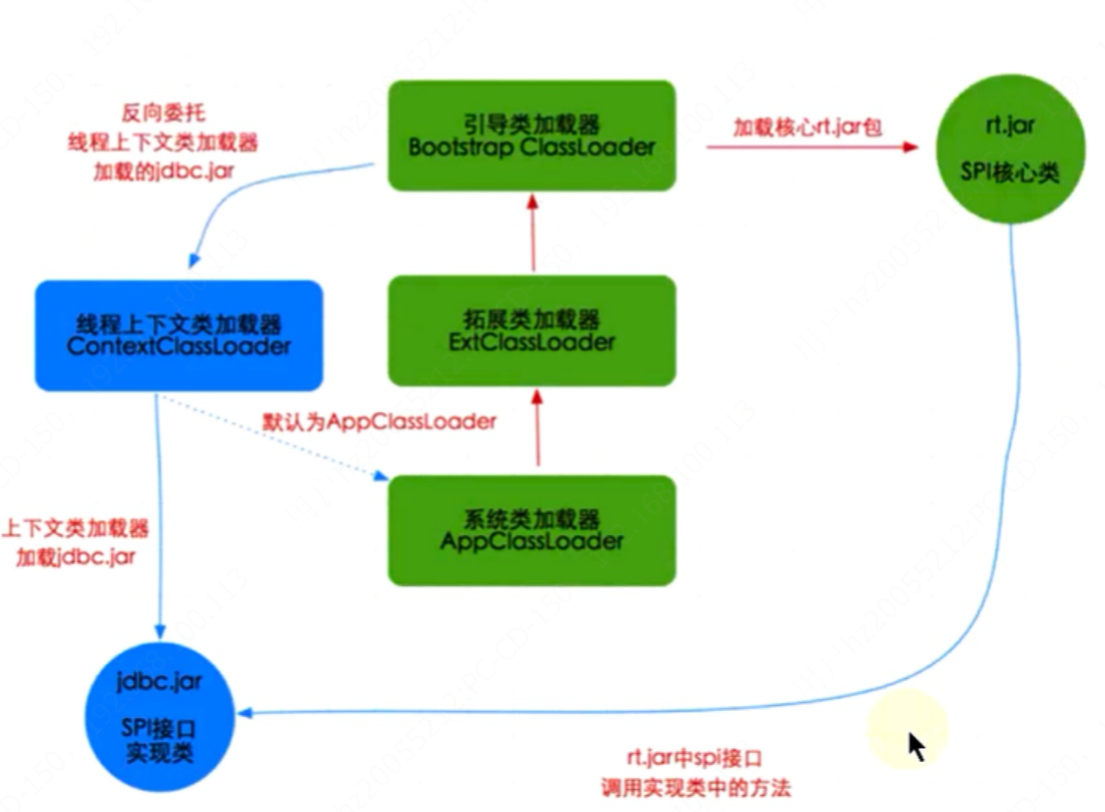 反向委托
线程上下文类加载器
加载的jdbc.jar
引导类加载器
Bootstrap ClassLoader
加载核心rt.jar包
rt.jar
SPI核心类
线程上下文类加载器
ContextClassLoader
拓展类加载器
ExtClassLoader
默认为AppClassLoader
系统类加载器
AppClassLoader
上下文类加载器
加载jdbc.jar
jdbc.jar
SPI接口
实现类
rt.jar中spi接口
调用实现类中的方法